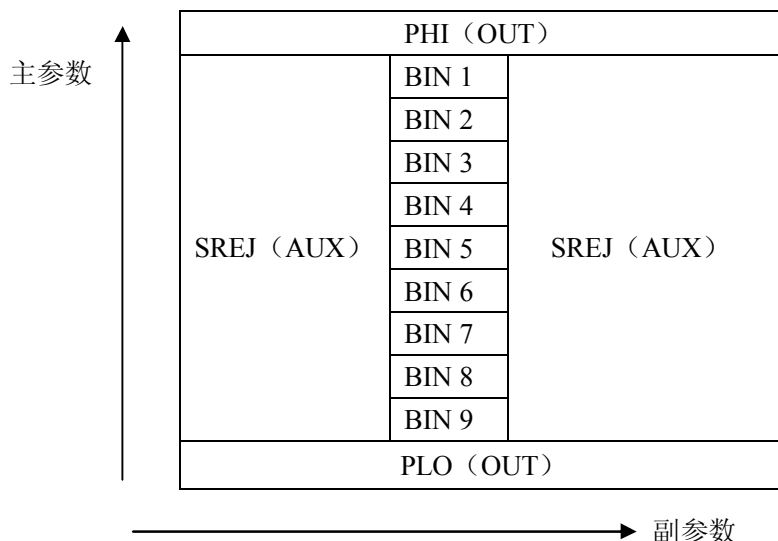 PHI（OUT）
主参数
BIN 1
BIN 2
BIN 3
BIN 4
SREJ（AUX）
BIN 5
SREJ（AUX）
BIN 6
BIN 7
BIN 8
BIN 9
PLO（OUT）
副参数